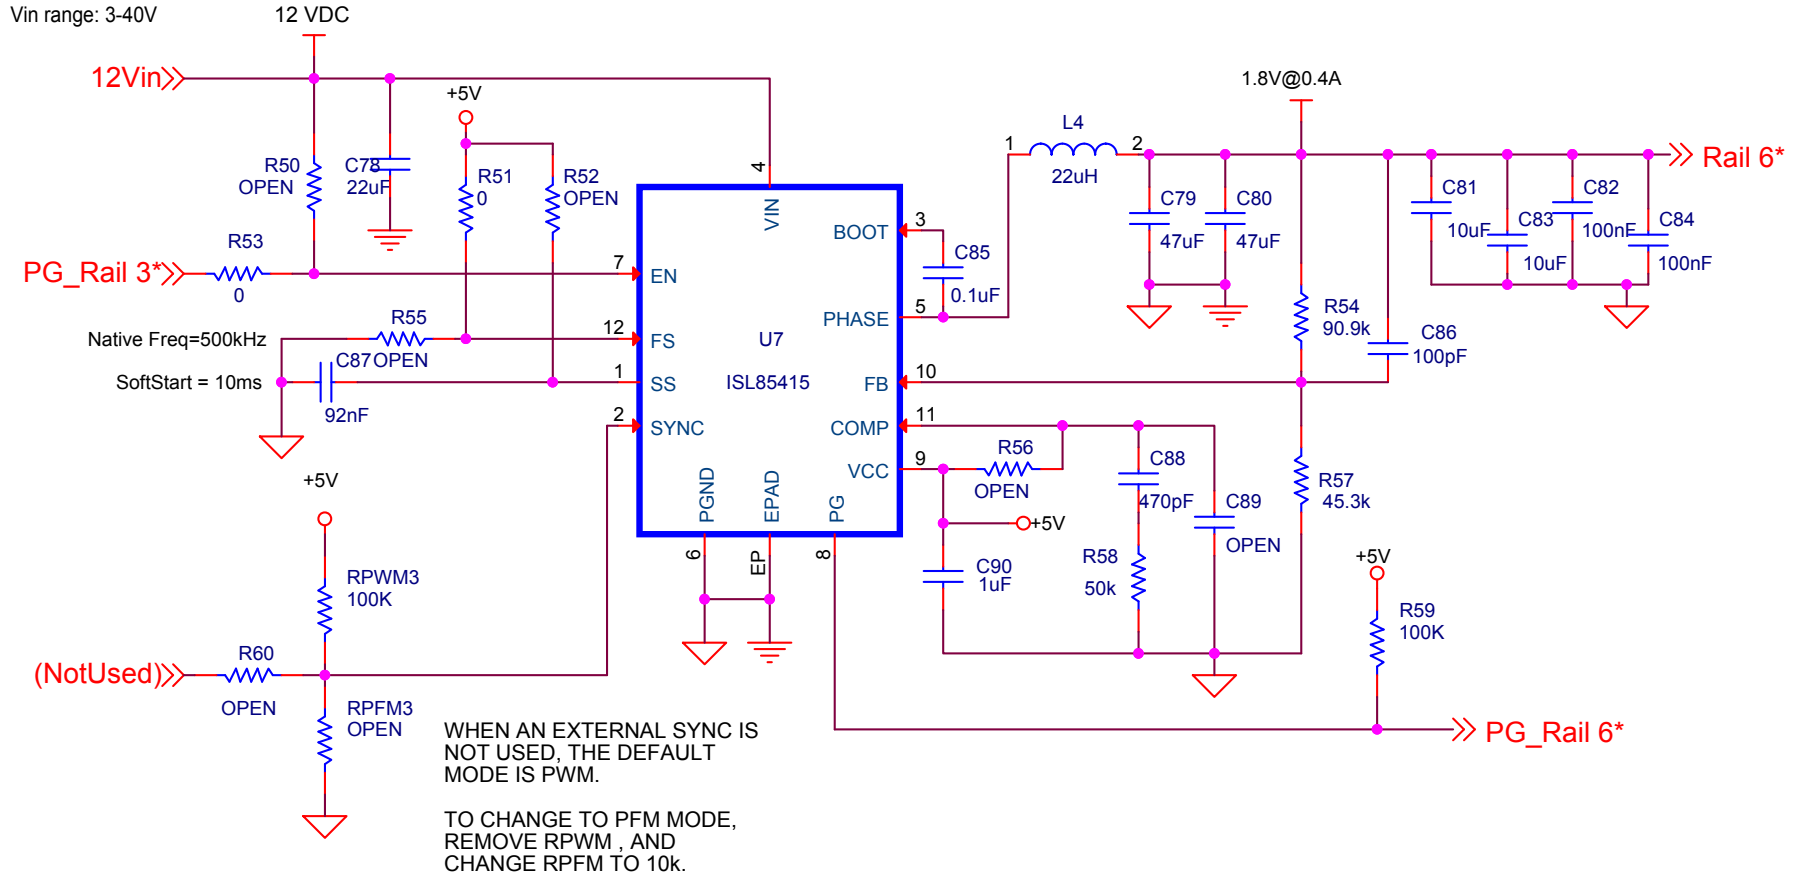 Vin range: 3-40V
12 VDC
12Vin
+5V
1.8V@0.4A
R50
OPEN
C78
22uF
R51
0
R52
OPEN
4
VIN
1
L4
2
22uH
Rail 6*
C79
47uF
C80
47uF
C81
10uF
C83
10uF
C82
100nF
C84
100nF
R53
0
PG_Rail 3*
7
EN
BOOT
3
C85
0.1uF
PHASE
5
R54
90.9k
C86
100pF
Native Freq=500kHz
R55
OPEN
12
FS
U7
ISL85415
SoftStart = 10ms
C87
92nF
1
SS
FB
10
2
SYNC
COMP
11
VCC
9
R56
OPEN
C88
470pF
C89
OPEN
R57
45.3k
PGND
EPAD
PG
6
EP
8
+5V
C90
1uF
R58
50k
+5V
R59
100K
+5V
RPWM3
100K
(NotUsed)
R60
OPEN
RPFM3
OPEN
PG_Rail 6*
WHEN AN EXTERNAL SYNC IS
NOT USED, THE DEFAULT
MODE IS PWM.
TO CHANGE TO PFM MODE,
REMOVE RPWM , AND
CHANGE RPFM TO 10k.